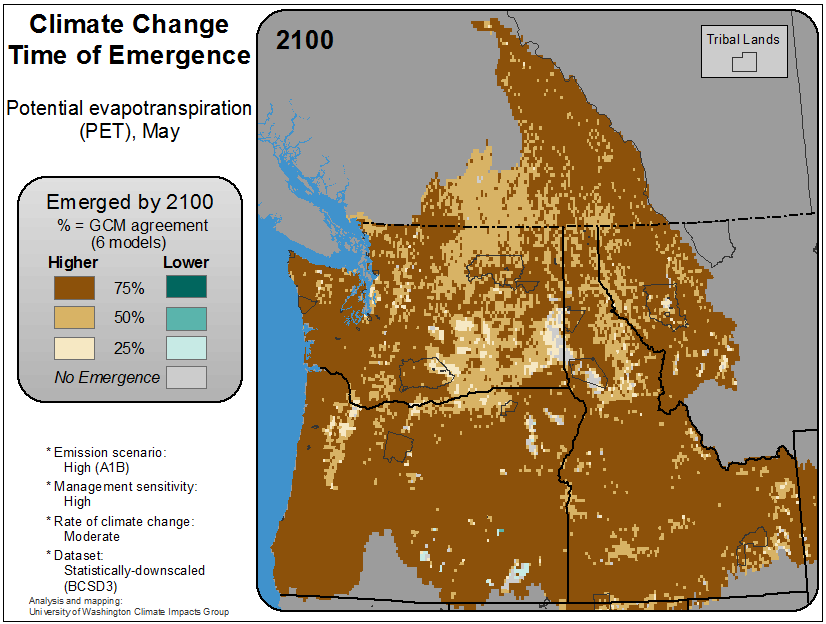 Climate Change
Time of Emergence
Potential evapotranspiration
(PET), May
Emerged by 2100
% = GCM agreement
(6 models)
Higher Lower
75%
50%
25%
No Emergence
* Emission scenario:
High (A1B)
* Management sensitivity:
High
* Rate of climate change:
Moderate
* Dataset:
Statistically-downscaled
(BCSD3)
Analysis and mapping:
University of Washington Climate Impacts Group
2100
Tribal Lands